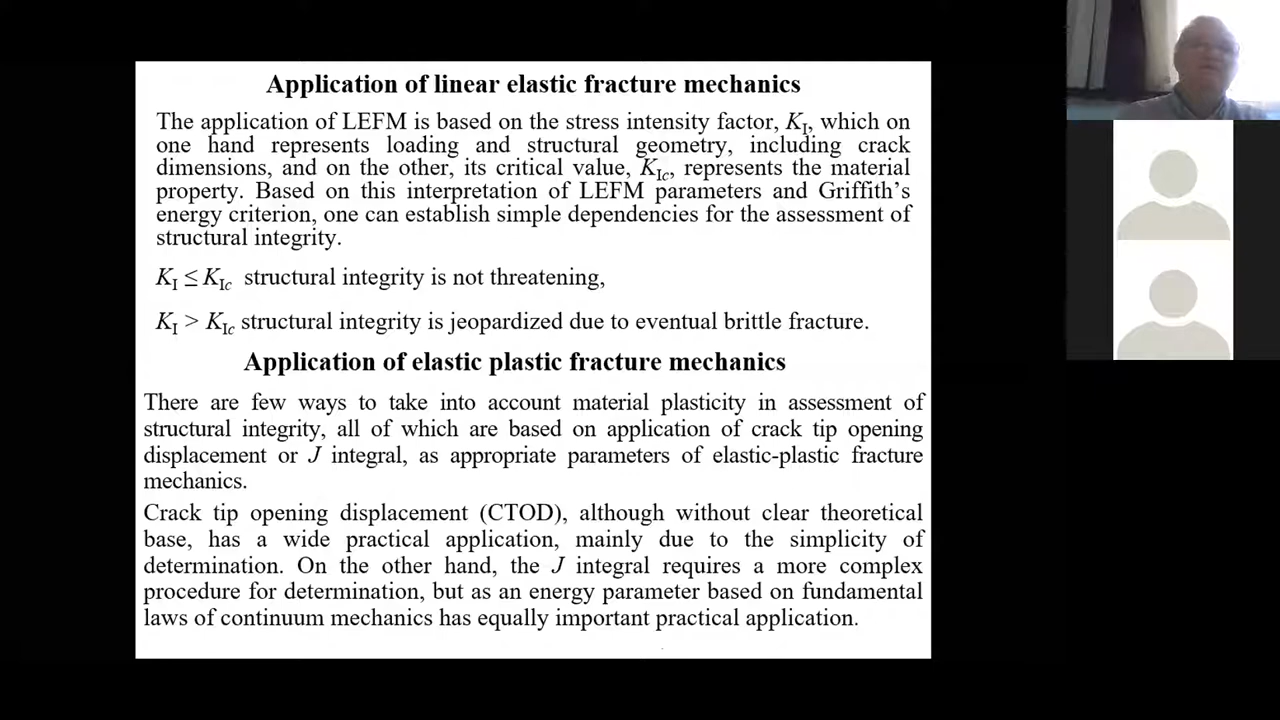 Application of linear elastic fracture mechanics
The application of LEFM is based on the stress intensity factor, KI, which on
one hand represents loading and structural geometry, including crack
dimensions, and on the other, its critical value, KIc, represents the material
property. Based on this interpretation of LEFM parameters and Griffith's
energy criterion, one can establish simple dependencies for the assessment of
structural integrity.
KI ≤ KIc structural integrity is not threatening,
KI > KIc structural integrity is jeopardized due to eventual brittle fracture.
Application of elastic plastic fracture mechanics
There are few ways to take into account material plasticity in assessment of
structural integrity, all of which are based on application of crack tip opening
displacement or J integral, as appropriate parameters of elastic-plastic fracture
mechanics.
Crack tip opening displacement (CTOD), although without clear theoretical
base, has a wide practical application, mainly due to the simplicity of
determination. On the other hand, the J integral requires a more complex
procedure for determination, but as an energy parameter based on fundamental
laws of continuum mechanics has equally important practical application.